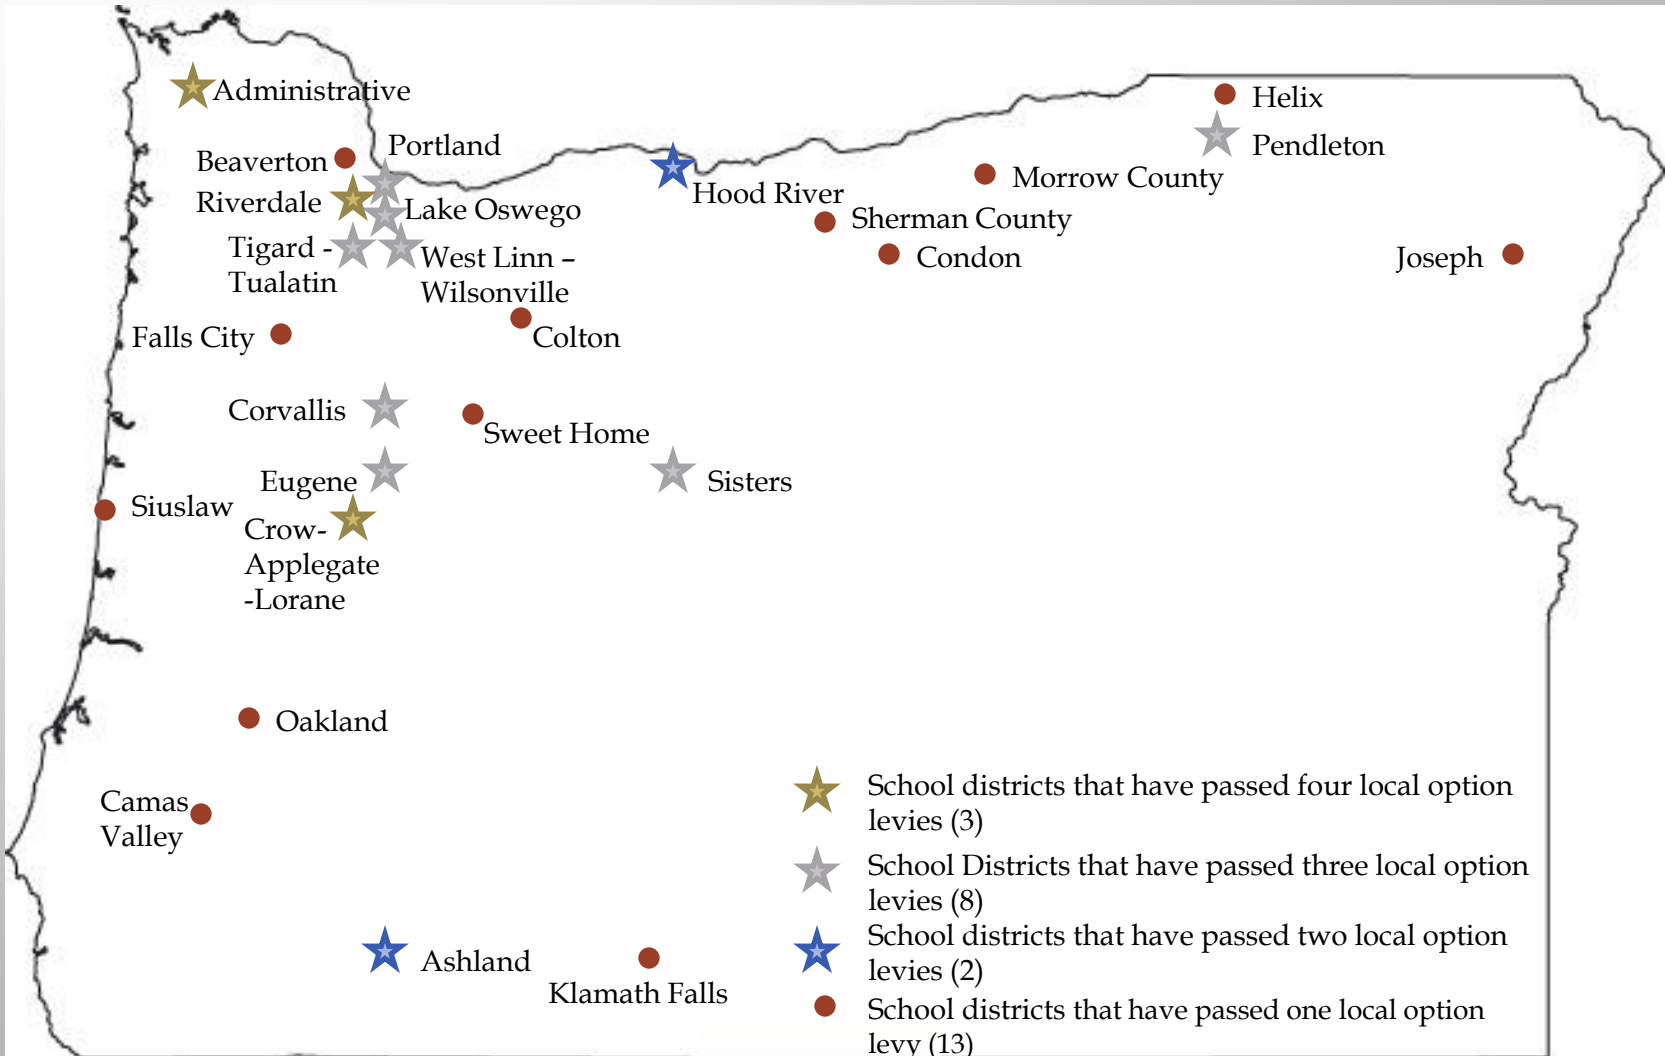 Administrative
Helix
Portland
Pendleton
Beaverton
Morrow County
Riverdale
Hood River
Lake Oswego
Sherman County
Tigard -
Tualatin
West Linn –
Wilsonville
Condon
Joseph
Falls City
Colton
Corvallis
Sweet Home
Eugene
Sisters
Siuslaw
Crow-
Applegate
-Lorane
Oakland
Camas
Valley
Ashland
Klamath Falls
School districts that have passed four local option
levies (3)
School Districts that have passed three local option
levies (8)
School districts that have passed two local option
levies (2)
School districts that have passed one local option
levy (13)